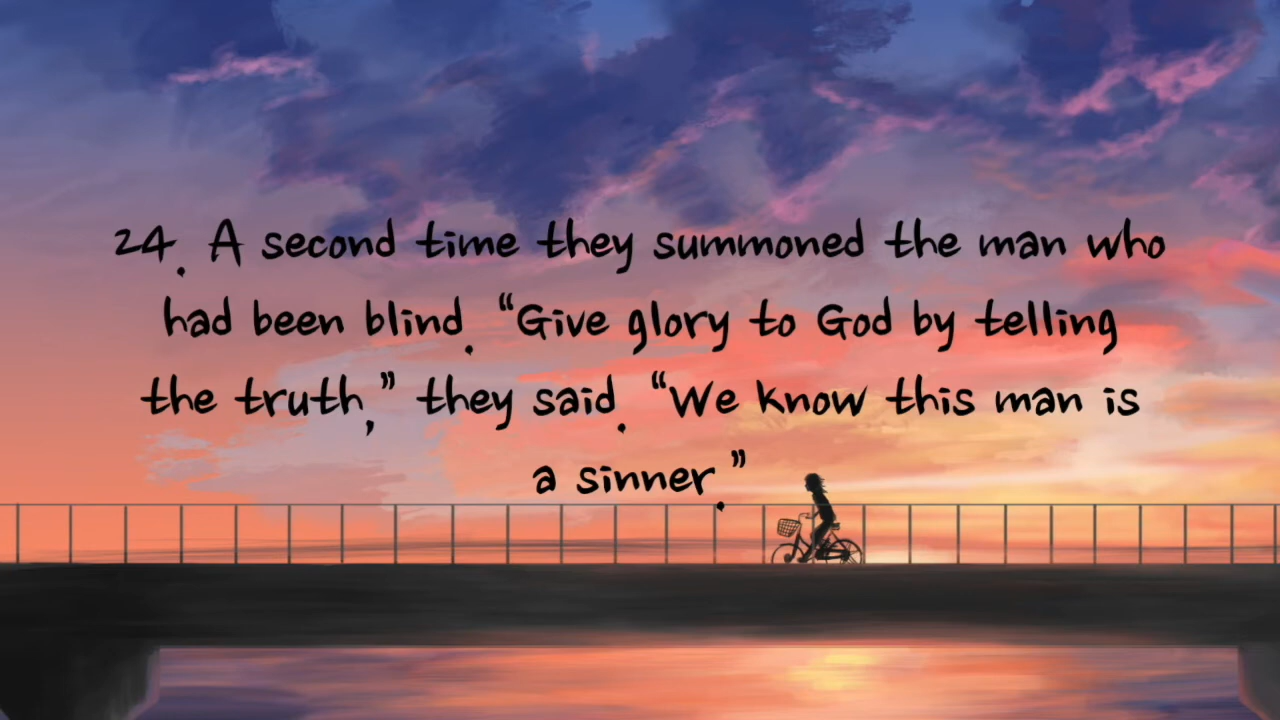 24. A second time they summoned the man who
had been blind. “Give glory to God by telling
the truth,” they said. “We know this man is
a sinner.”